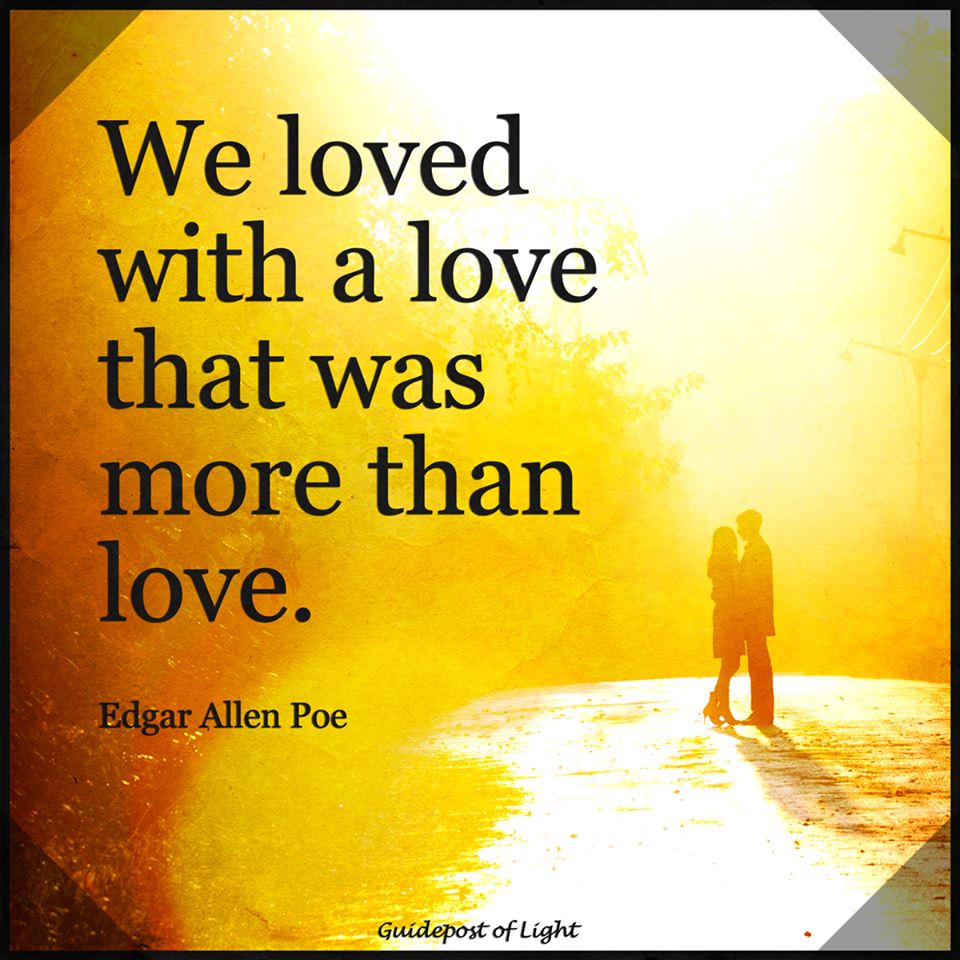 We loved
with a love
that was
more than
love.
Edgar Allen Poe
Guidepost of Light